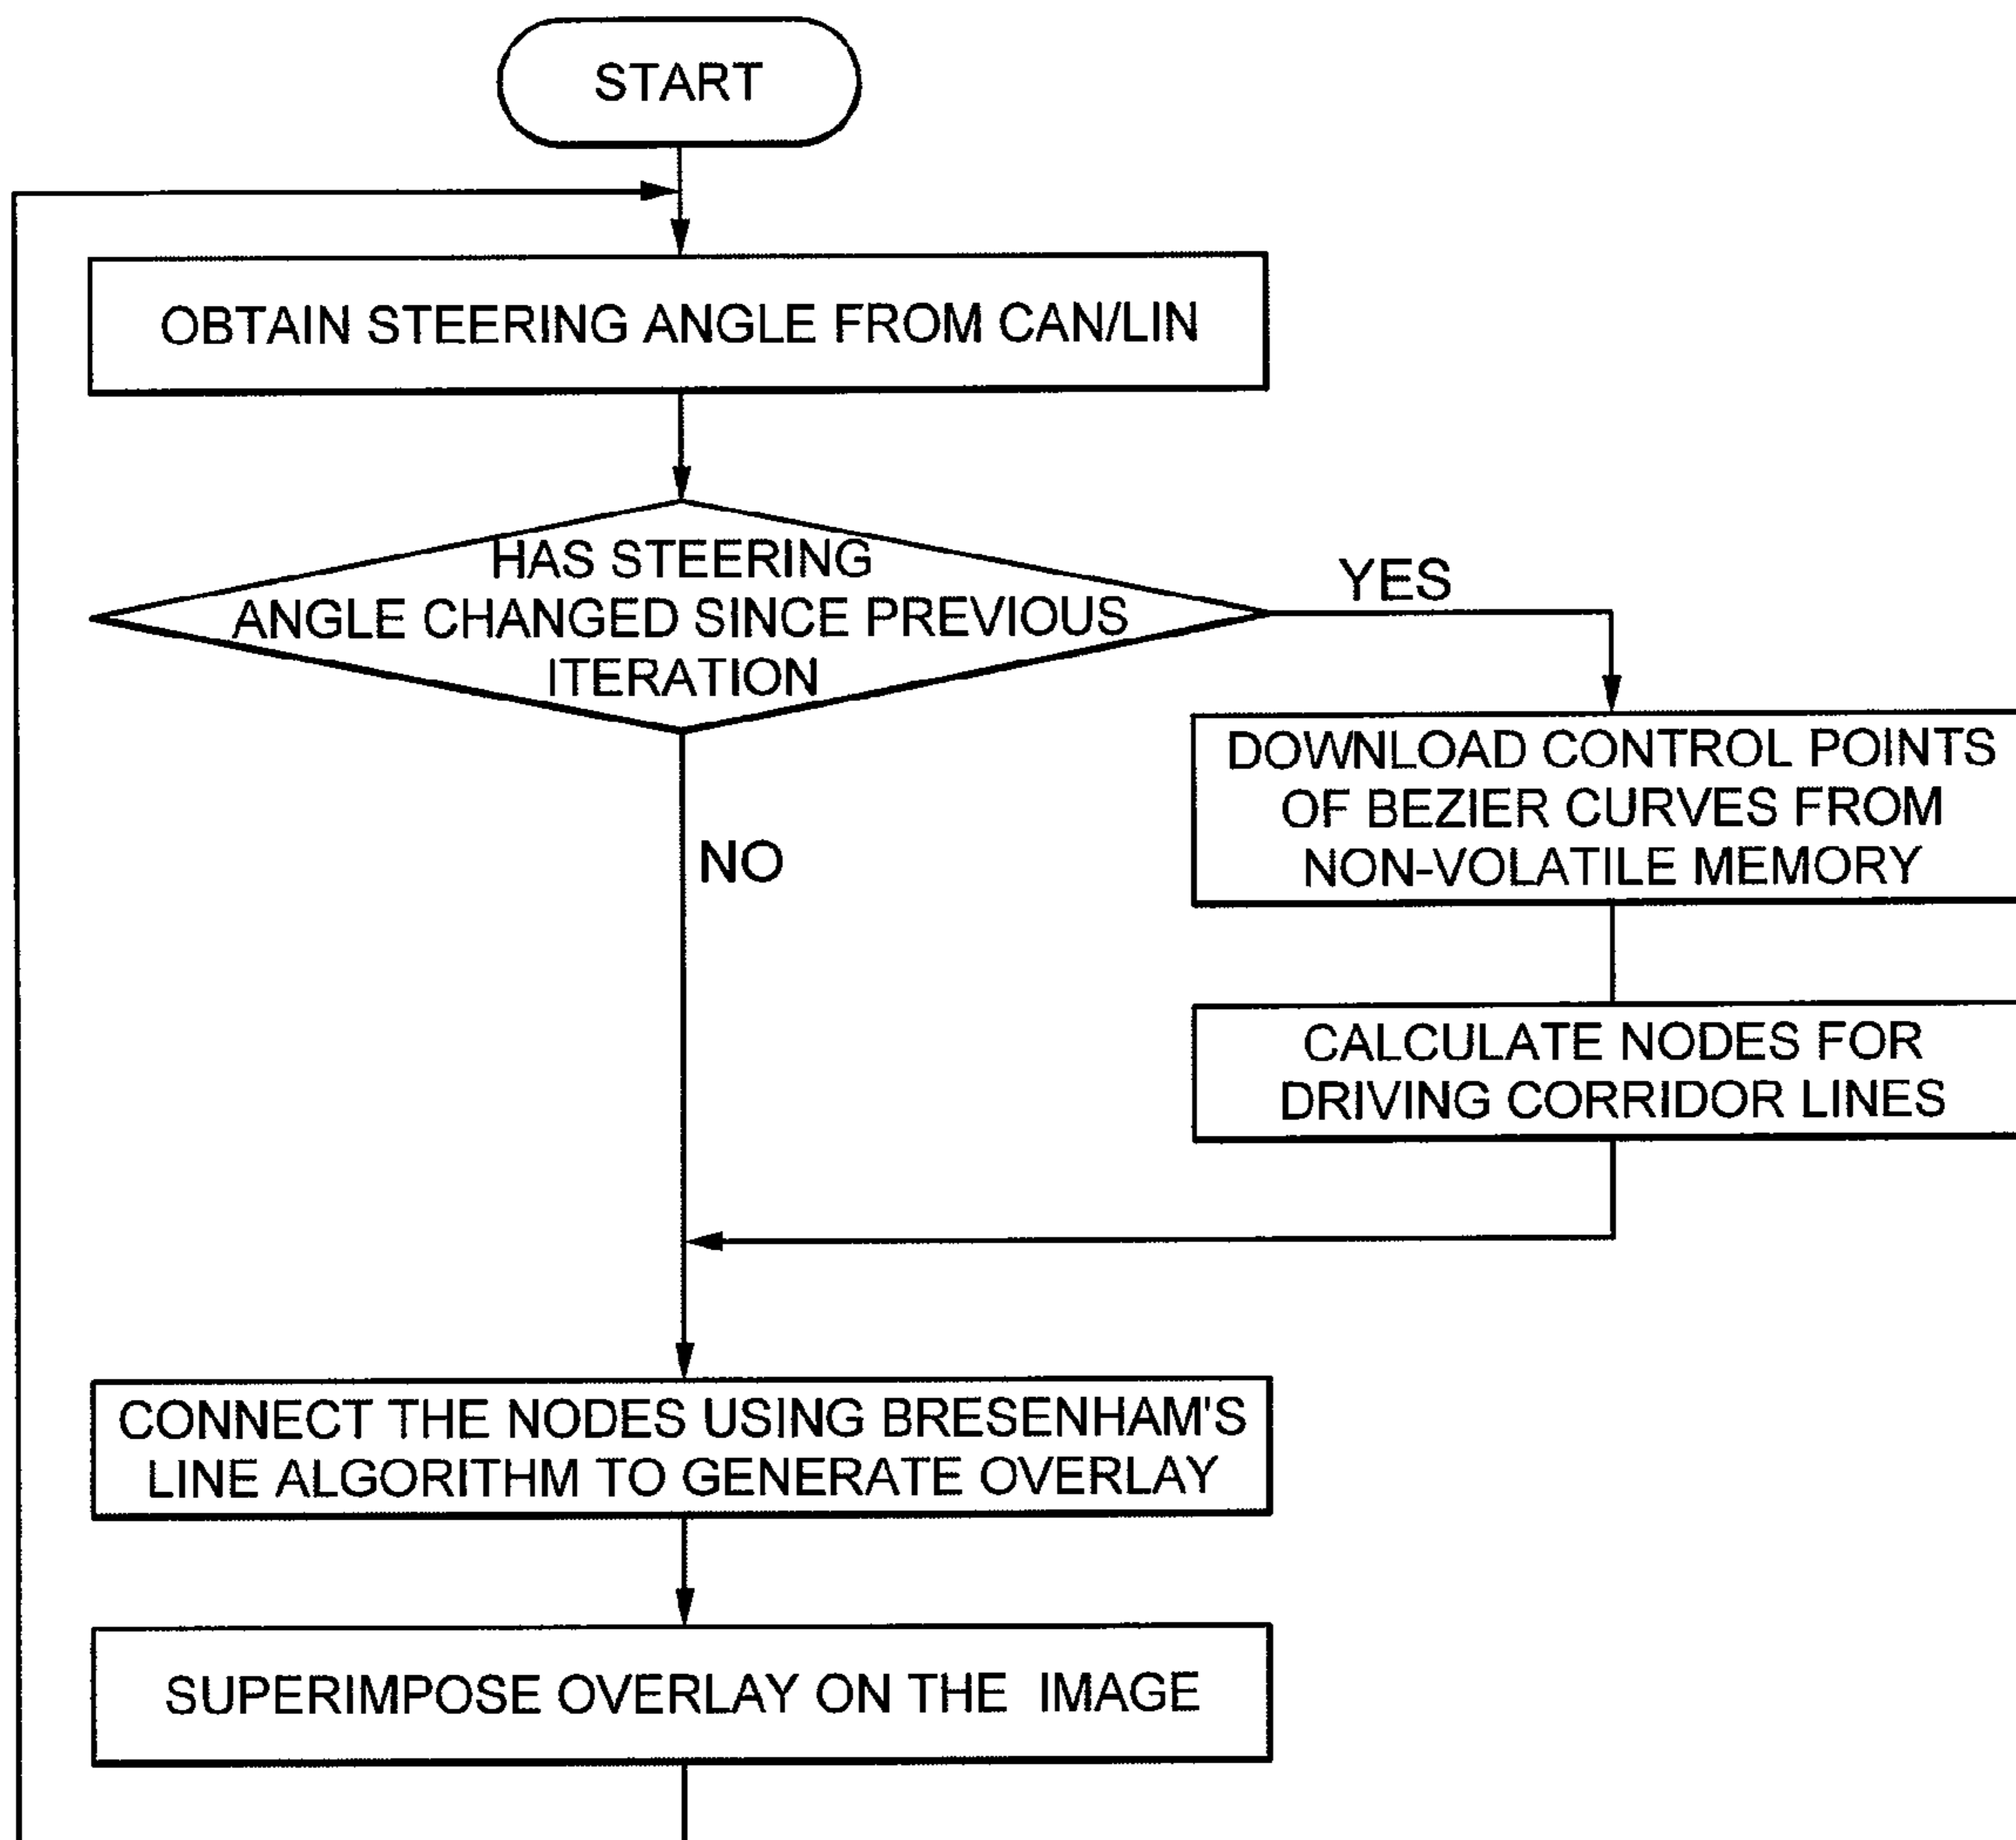 START
OBTAIN STEERING ANGLE FROM CAN/LIN
HAS STEERING
ANGLE CHANGED SINCE PREVIOUS
ITERATION
YES
NO
DOWNLOAD CONTROL POINTS
OF BEZIER CURVES FROM
NON-VOLATILE MEMORY
CALCULATE NODES FOR
DRIVING CORRIDOR LINES
CONNECT THE NODES USING BRESENHAM'S
LINE ALGORITHM TO GENERATE OVERLAY
SUPERIMPOSE OVERLAY ON THE IMAGE